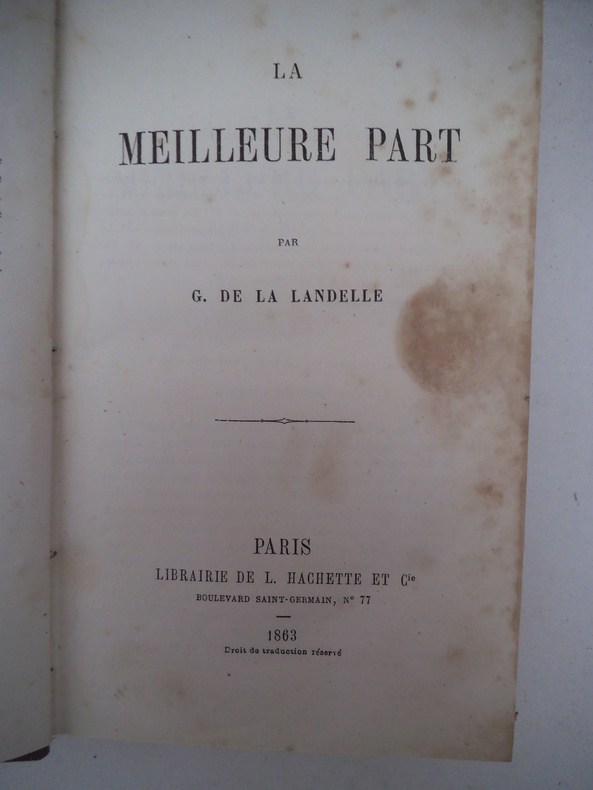 LA
MEILLEURE PART
PAR
G. DE LA LANDELLE
PARIS
LIBRAIRIE DE L. HACHETTE ET Cie
BOULEVARD SAINT-GERMAIN, N° 77
1863
Droit de traduction réservé